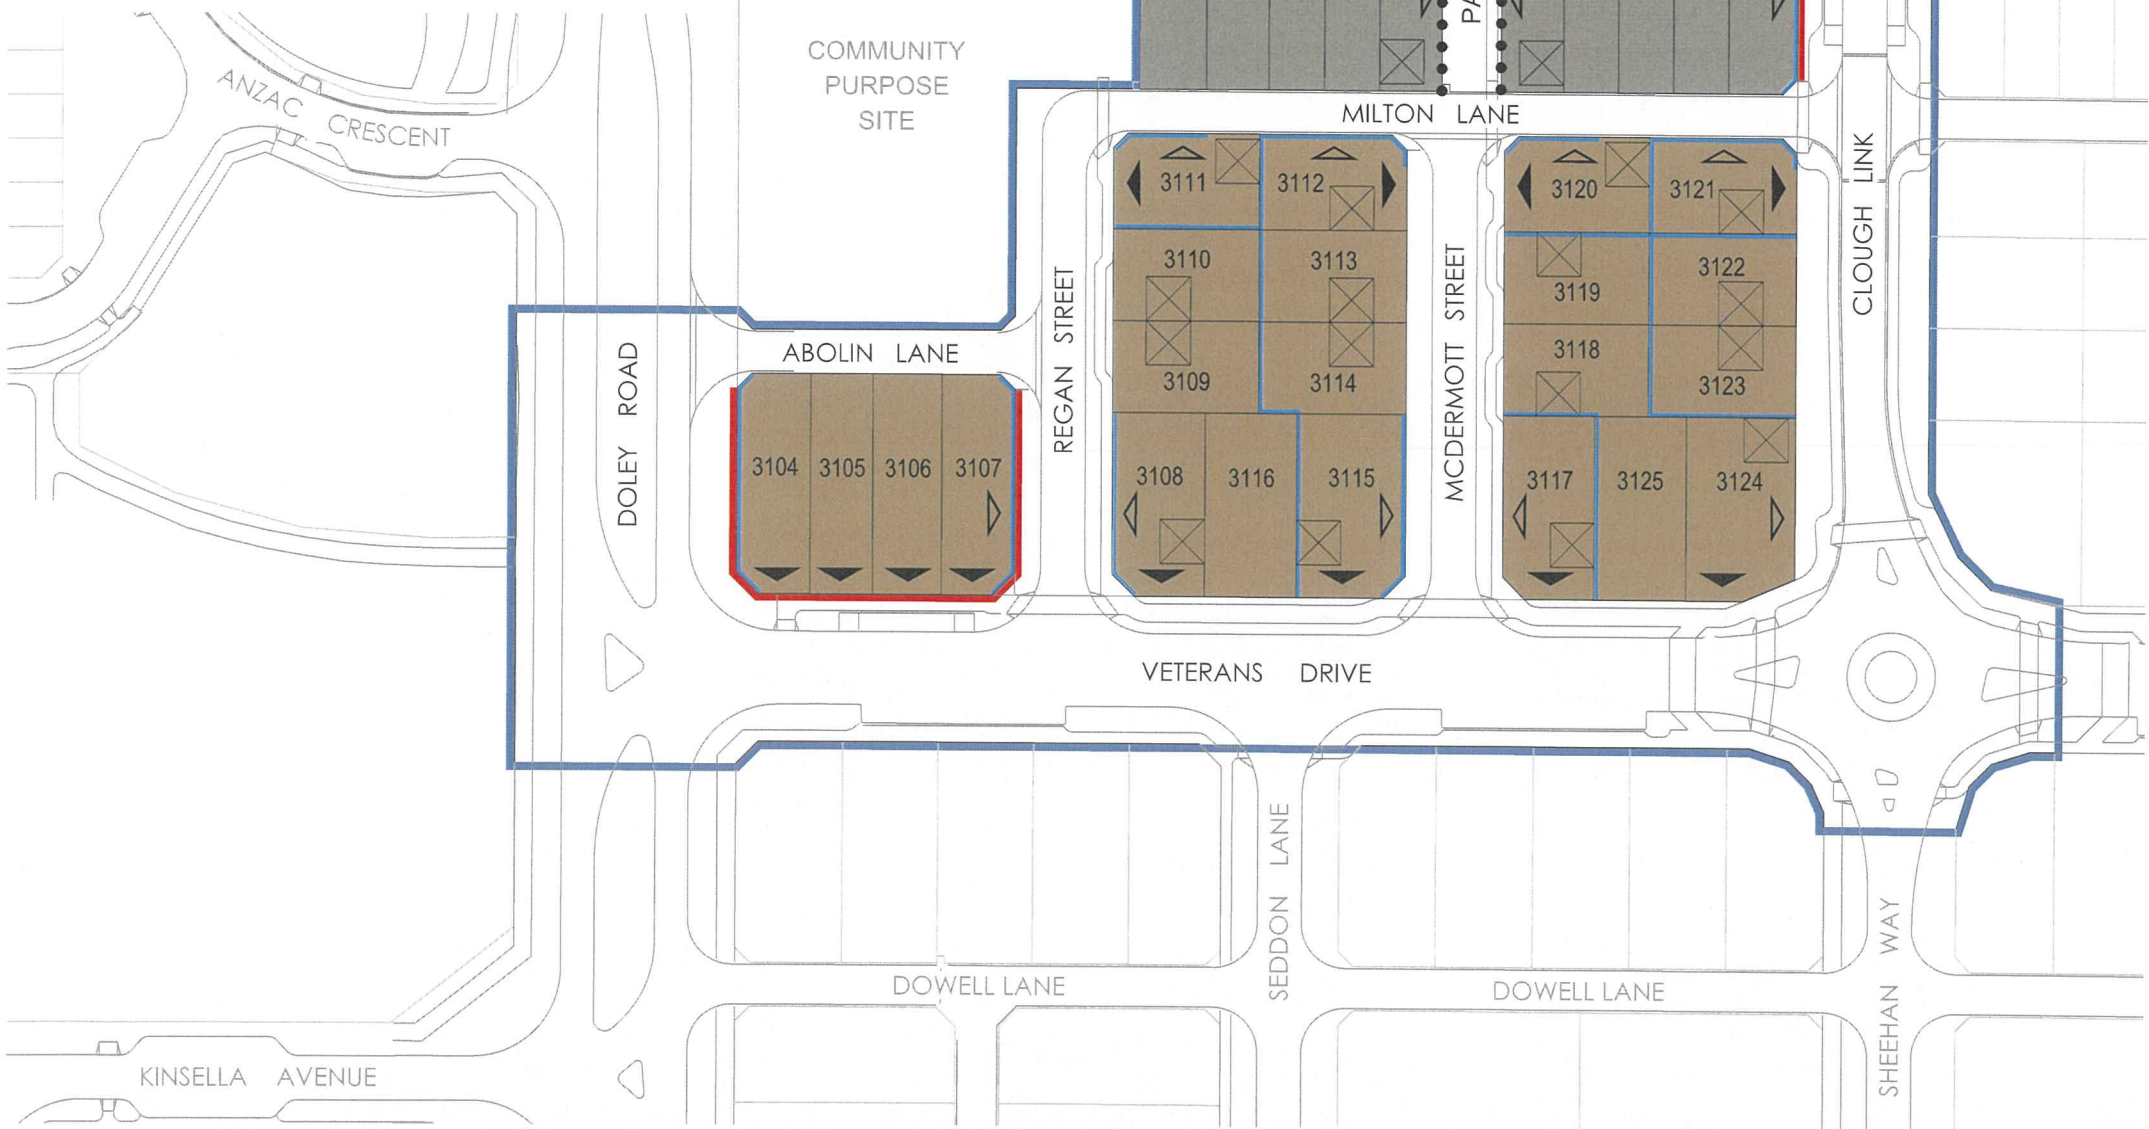 COMMUNITY
PURPOSE
SITE
PA
ANZAC CRESCENT
MILTON LANE
CLOUGH LINK
3111
3112
3120
3121
3110
3113
3119
3122
REGAN STREET
MCDERMOTT STREET
DOLEY ROAD
ABOLIN LANE
3109
3114
3118
3123
3104
3105
3106
3107
3108
3116
3115
3117
3125
3124
VETERANS DRIVE
SEDDON LANE
SHEEHAN WAY
DOWELL LANE
DOWELL LANE
KINSELLA AVENUE